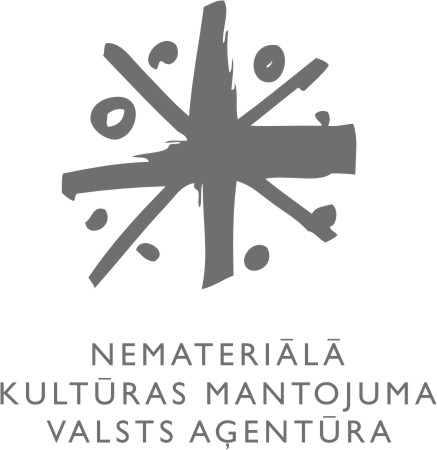 NEMATERIĀLĀ
KULTŪRAS MANTOJUMA
VALSTS AĢENTŪRA